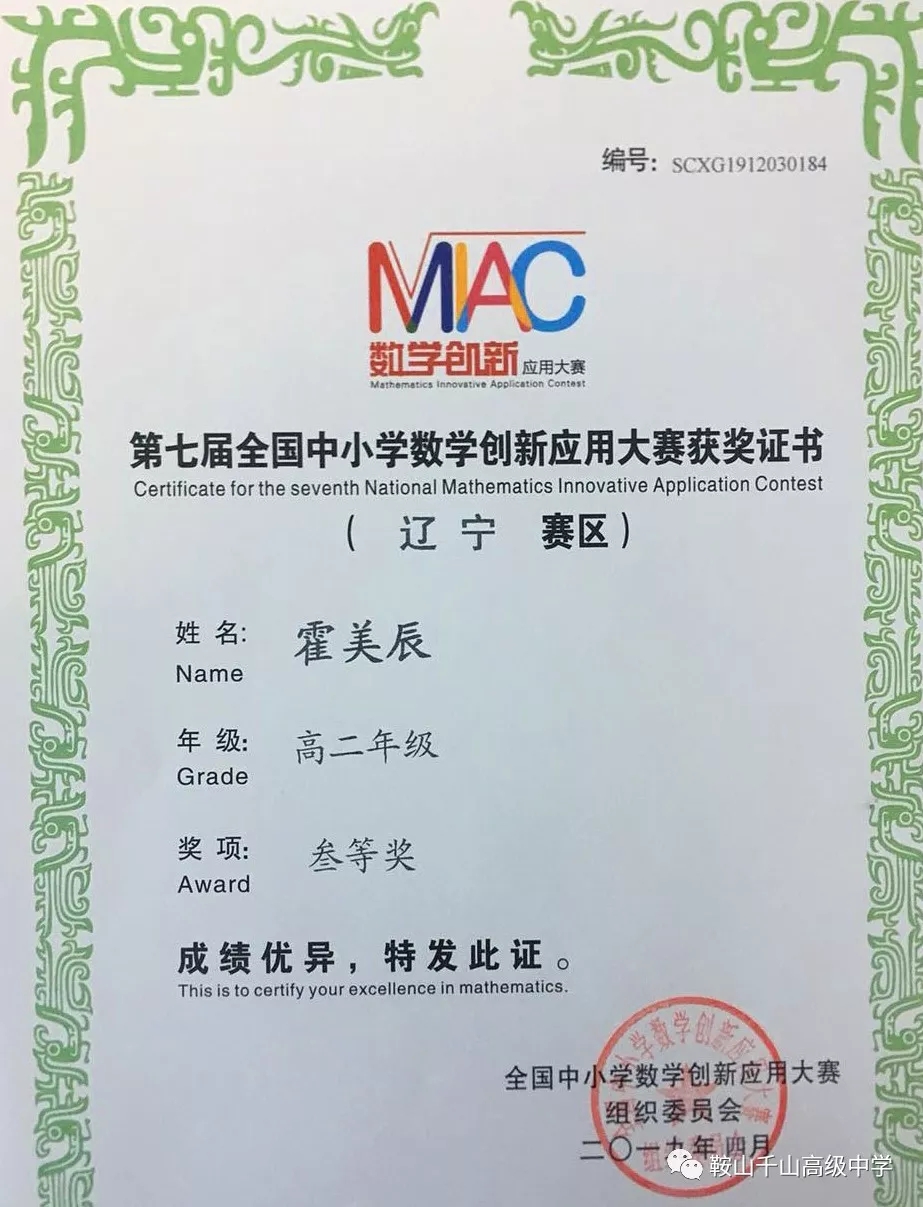 编号: SCXG1912030184
MIAC
数学创新 应用大赛
Mathematics Innovative Application Contest
第七届全国中小学数学创新应用大赛获奖证书
Certificate for the seventh National Mathematics Innovative Application Contest
( 辽宁 赛区 )
姓 名: 霍美辰
Name
年 级: 高二年级
Grade
奖 项: 叁等奖
Award
成绩优异，特发此证。
This is to certify your excellence in mathematics.
全国中小学数学创新应用大赛
组织委员会
二〇一九年四月
鞍山千山高级中学